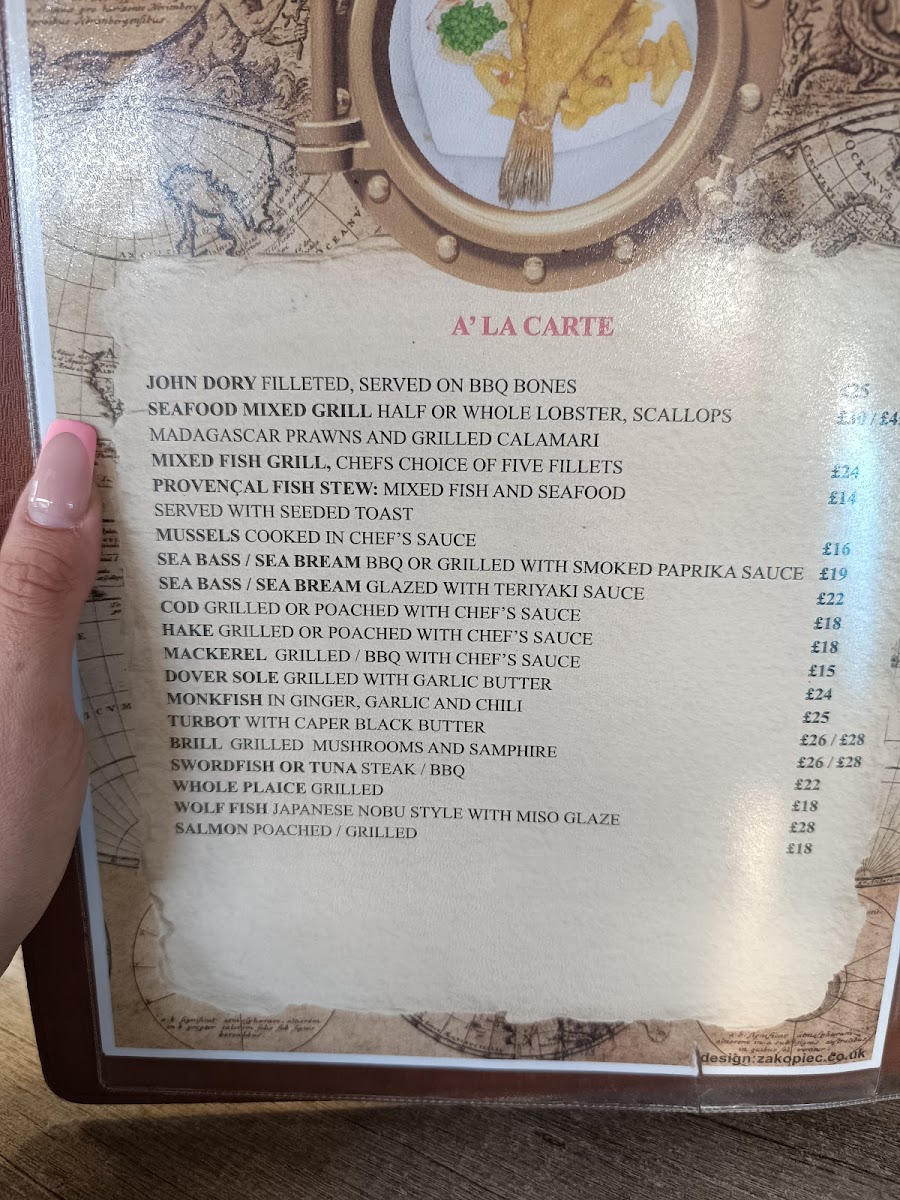 A' LA CARTE
JOHN DORY FILLETED, SERVED ON BBQ BONES £25
SEAFOOD MIXED GRILL HALF OR WHOLE LOBSTER, SCALLOPS
MADAGASCAR PRAWNS AND GRILLED CALAMARI
MIXED FISH GRILL, CHEFS CHOICE OF FIVE FILLETS £24
PROVENÇAL FISH STEW: MIXED FISH AND SEAFOOD £14
SERVED WITH SEEDED TOAST
MUSSELS COOKED IN CHEF'S SAUCE £16
SEA BASS / SEA BREAM BBQ OR GRILLED WITH SMOKED PAPRIKA SAUCE £19
SEA BASS / SEA BREAM GLAZED WITH TERIYAKI SAUCE £22
COD GRILLED OR POACHED WITH CHEF'S SAUCE £18
HAKE GRILLED OR POACHED WITH CHEF'S SAUCE £18
MACKEREL GRILLED / BBQ WITH CHEF'S SAUCE £15
DOVER SOLE GRILLED WITH GARLIC BUTTER £24
MONKFISH IN GINGER, GARLIC AND CHILI £25
TURBOT WITH CAPER BLACK BUTTER £26 / £28
BRILL GRILLED MUSHROOMS AND SAMPHIRE £26 / £28
SWORDFISH OR TUNA STEAK / BBQ £22
WHOLE PLAICE GRILLED £18
WOLF FISH JAPANESE NOBU STYLE WITH MISO GLAZE £28
SALMON POACHED / GRILLED £18
design:zakopiec.co.uk